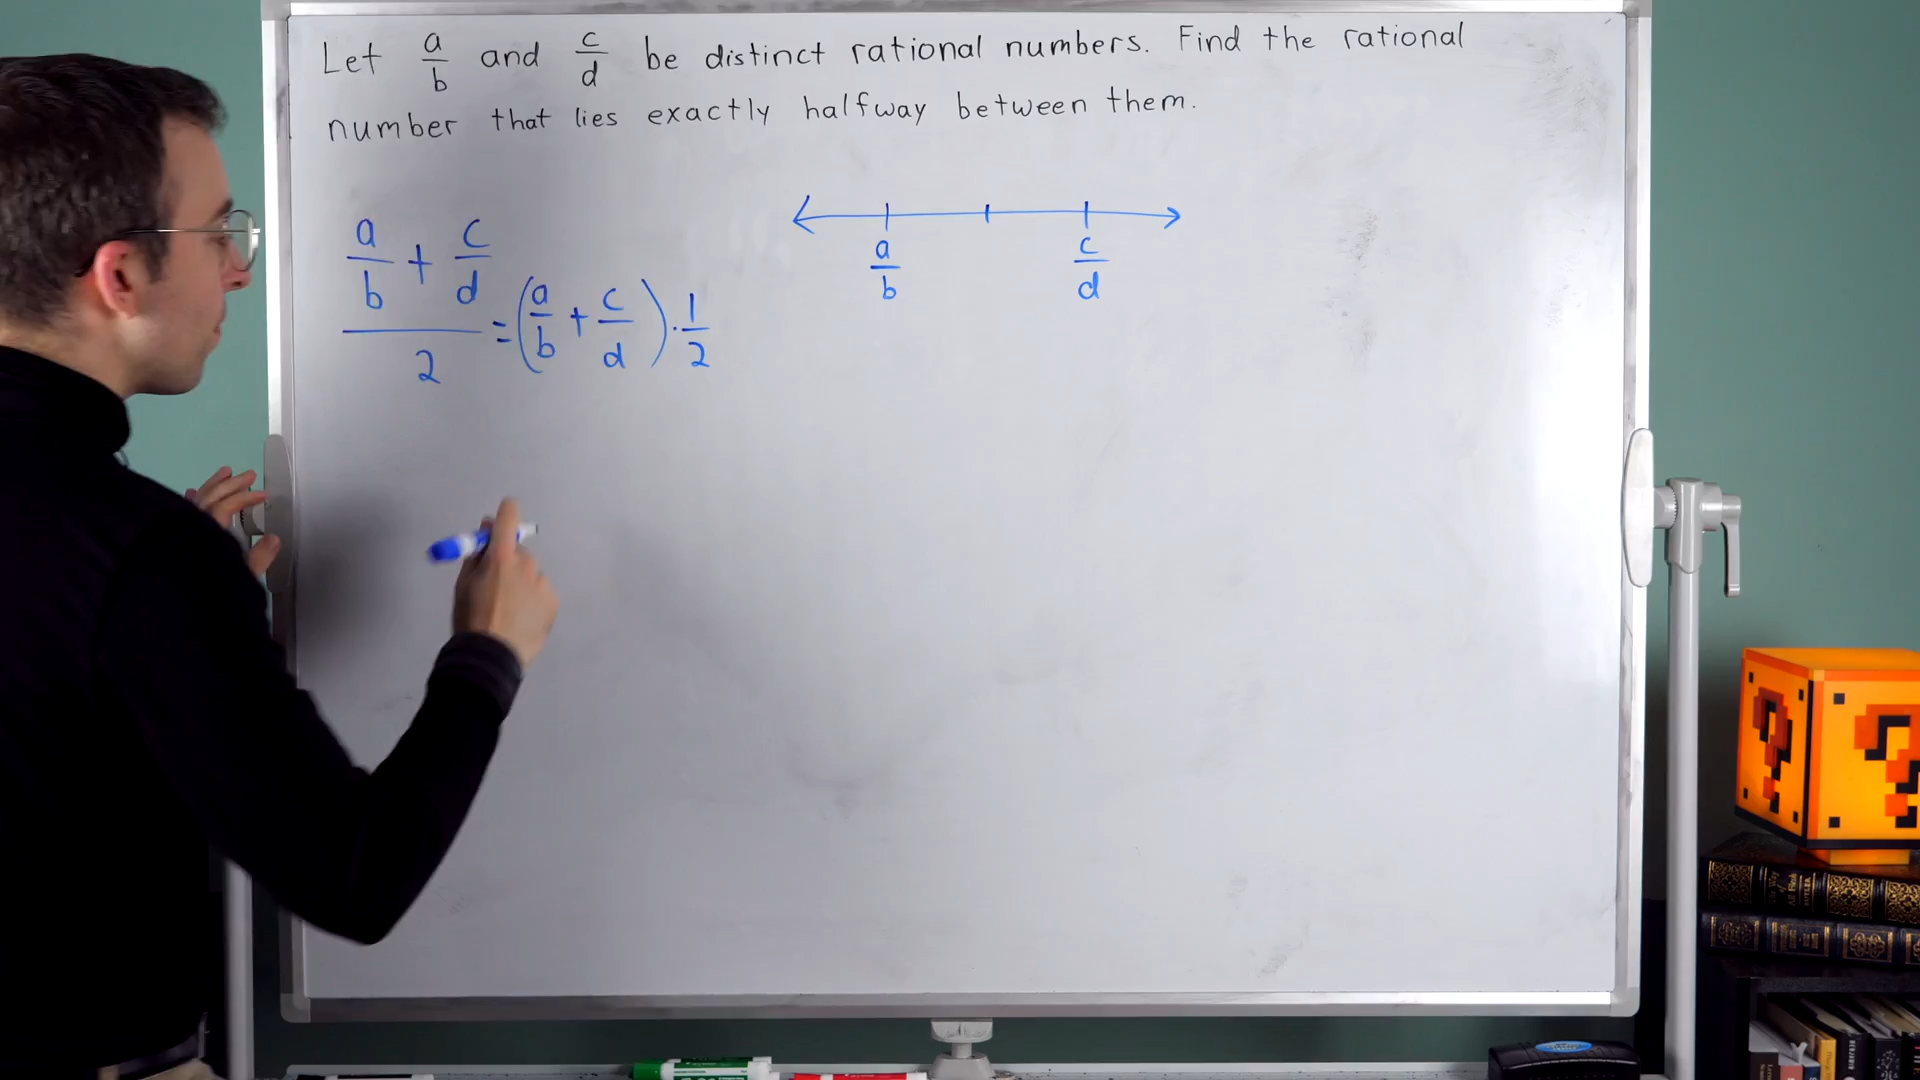 Let a/b and c/d be distinct rational numbers. Find the rational
number that lies exactly halfway between them.
(a/b + c/d)/2 = (a/b + c/d) · 1/2
a/b c/d